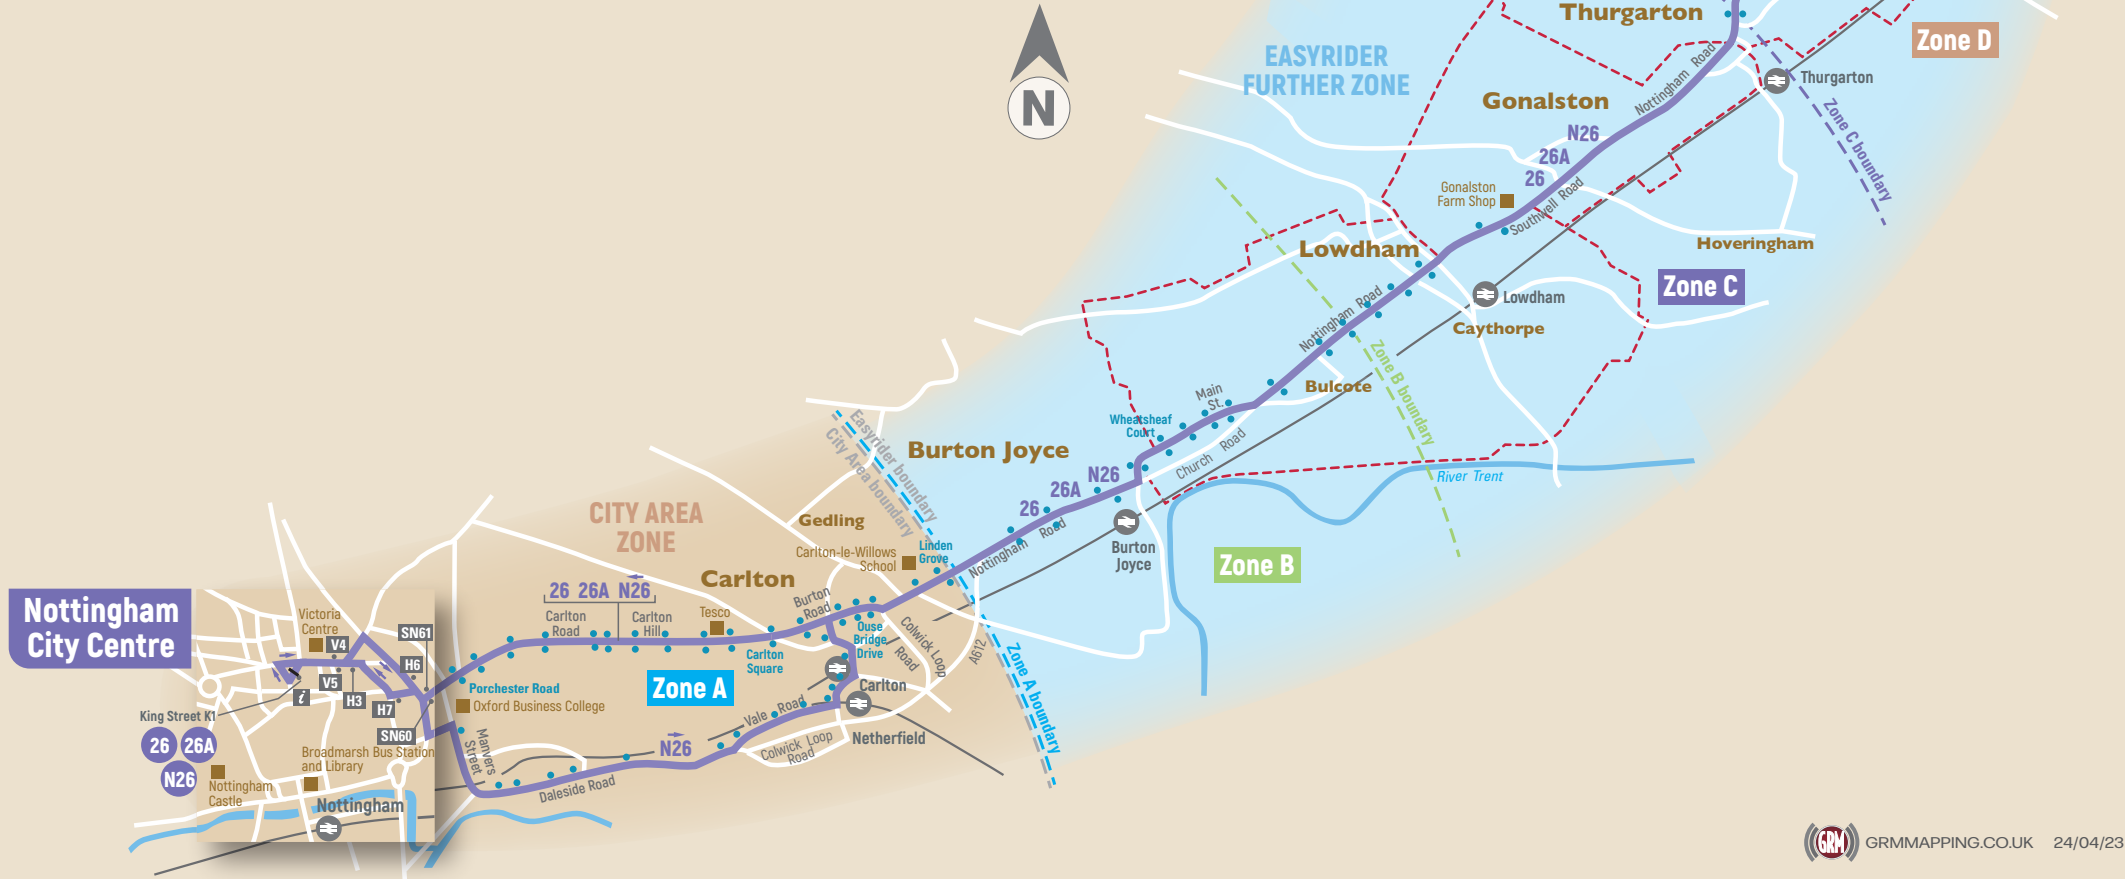 Thurgarton
Zone D
EASYRIDER
FURTHER ZONE
Thurgarton
Nottingham Road
Zone C boundary
N
Gonalston
N26
26A
26
Gonalston
Farm Shop
Southwell Road
Hoveringham
Lowdham
Zone C
Lowdham
Caythorpe
Nottingham Road
Zone B boundary
Bulcote
Main
St.
Wheatsheaf
Court
Church Road
Easyrider boundary
City Area boundary
Burton Joyce
N26
26A
26
River Trent
CITY AREA
ZONE
Gedling
Carlton-le-Willows
School
Linden
Grove
Nottingham Road
Burton
Joyce
Zone B
Carlton
26 26A N26
Nottingham
City Centre
Victoria
Centre
V4
SN61
Carlton
Road
Carlton
Hill
Tesco
Burton
Road
Ouse
Bridge
Drive
Colwick Loop
Road
A612
Zone A boundary
H6
V5
H3
H7
i
Carlton
Square
Zone A
Porchester Road
Oxford Business College
Carlton
King Street K1
SN60
Vale Road
Netherfield
26
26A
N26
Broadmarsh Bus Station
and Library
Manvers
Street
N26
Colwick Loop
Road
Nottingham
Castle
Nottingham
Daleside Road
GRM
GRMMAPPING.CO.UK 24/04/23